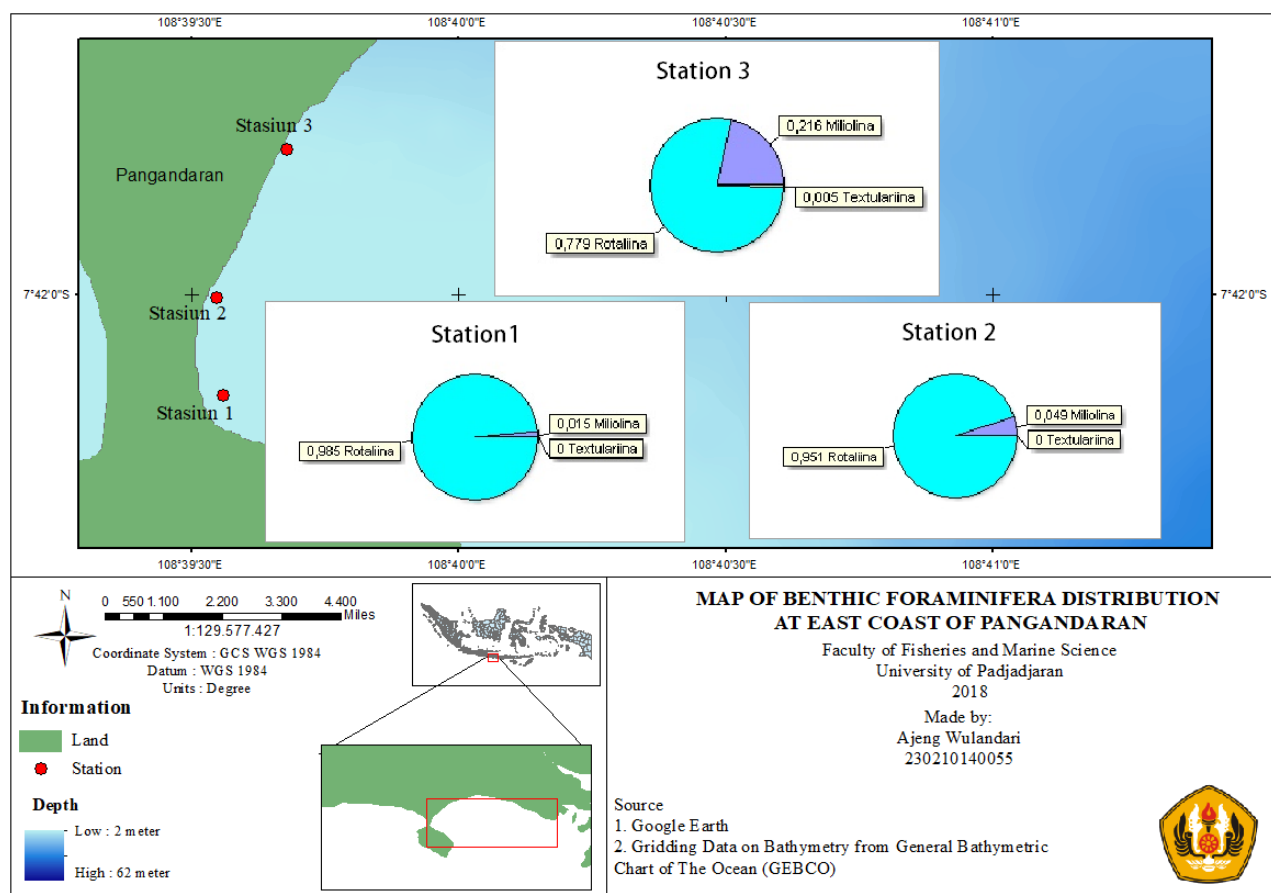 108°39'30"E 108°40'0"E 108°40'30"E 108°41'0"E
Station 3
Stasiun 3
0,216 Miliolina
Pangandaran
0,005 Textulariina
0,779 Rotaliina
7°42'0"S 7°42'0"S
Stasiun 2
Station1
Station 2
Stasiun 1
0,015 Miliolina
0,985 Rotaliina
0 Textulariina
0,049 Miliolina
0 Textulariina
0,951 Rotaliina
108°39'30"E 108°40'0"E 108°40'30"E 108°41'0"E
N
0 550 1.100 2.200 3.300 4.400
Miles
1:129.577.427
Coordinate System : GCS WGS 1984
Datum : WGS 1984
Units : Degree
Information
Land
Station
Depth
Low : 2 meter
High : 62 meter
MAP OF BENTHIC FORAMINIFERA DISTRIBUTION
AT EAST COAST OF PANGANDARAN
Faculty of Fisheries and Marine Science
University of Padjadjaran
2018
Made by:
Ajeng Wulandari
230210140055
Source
1. Google Earth
2. Gridding Data on Bathymetry from General Bathymetric
Chart of The Ocean (GEBCO)